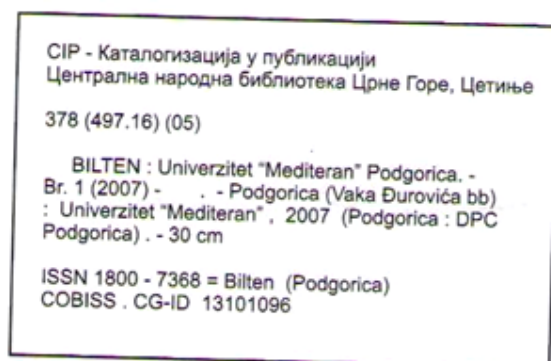 CIP - Каталогизација у публикацији
Централна народна библиотека Црне Горе, Цетиње
378 (497.16) (05)
BILTEN : Univerzitet "Mediteran" Podgorica. -
Br. 1 (2007) - . - Podgorica (Vaka Đurovića bb)
: Univerzitet "Mediteran" , 2007 (Podgorica : DPC
Podgorica) . - 30 cm
ISSN 1800 - 7368 = Bilten (Podgorica)
COBISS . CG-ID 13101096